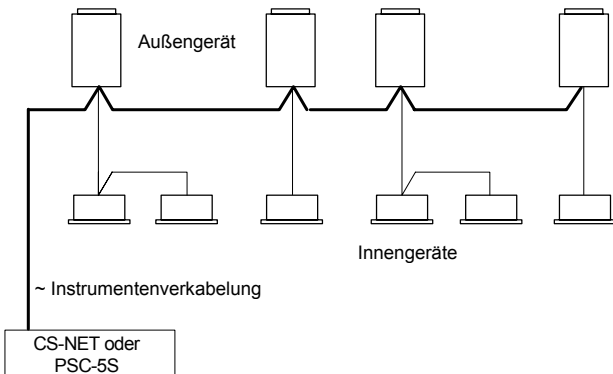 Außengerät
Innengeräte
~ Instrumentenverkabelung
CS-NET oder
PSC-5S